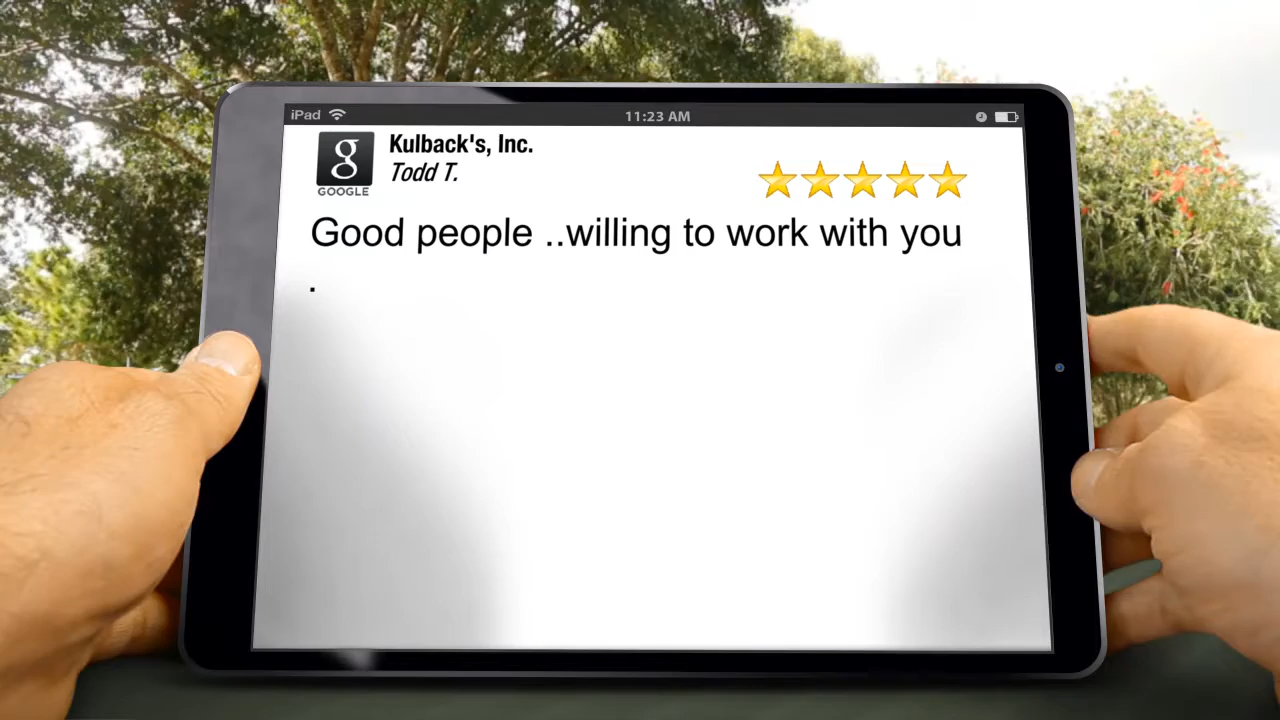 iPad 11:23 AM
g
GOOGLE
Kulback's, Inc.
Todd T.
Good people ..willing to work with you
.